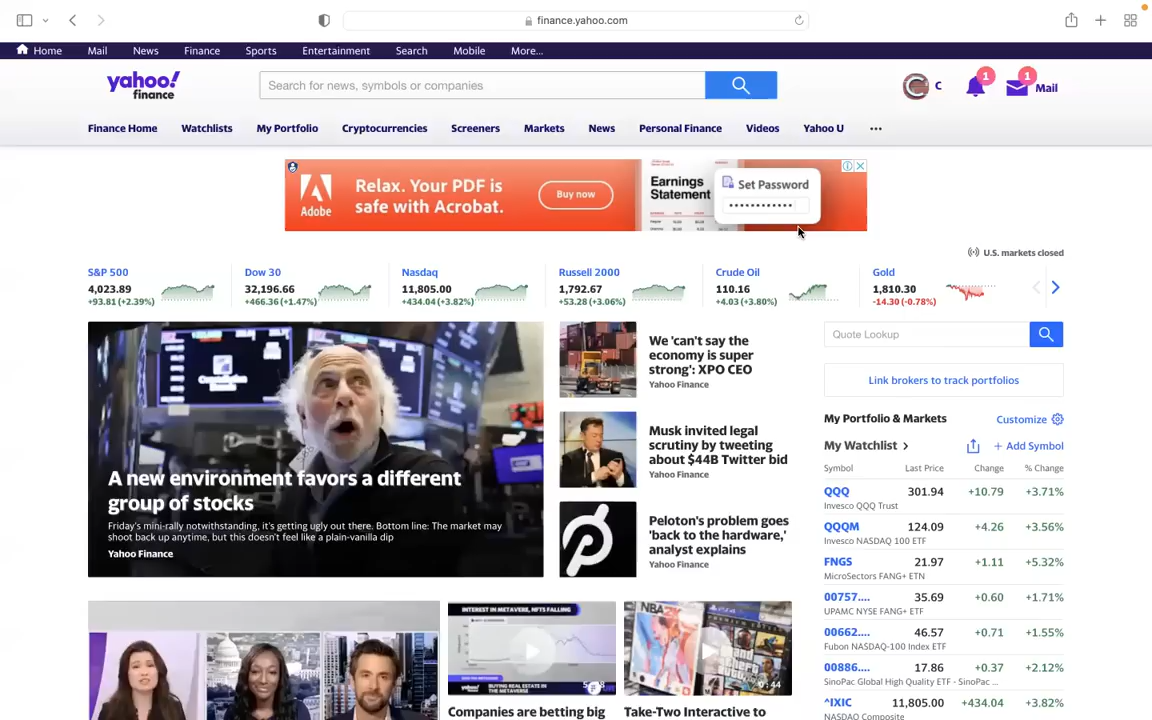 finance.yahoo.com
Home Mail News Finance Sports Entertainment Search Mobile More...
yahoo!
finance
Search for news, symbols or companies
C 1 1 Mail
Finance Home Watchlists My Portfolio Cryptocurrencies Screeners Markets News Personal Finance Videos Yahoo U ...
Adobe
Relax. Your PDF is
safe with Acrobat.
Buy now
Earnings
Statement
Set Password
U.S. markets closed
S&P 500
4,023.89
+93.81 (+2.39%)
Dow 30
32,196.66
+466.36 (+1.47%)
Nasdaq
11,805.00
+434.04 (+3.82%)
Russell 2000
1,792.67
+53.28 (+3.06%)
Crude Oil
110.16
+4.03 (+3.80%)
Gold
1,810.30
-14.30 (-0.78%)
A new environment favors a different
group of stocks
Friday's mini-rally notwithstanding, it's getting ugly out there. Bottom line: The market may
shoot back up anytime, but this doesn't feel like a plain-vanilla dip
Yahoo Finance
We 'can't say the
economy is super
strong': XPO CEO
Yahoo Finance
Musk invited legal
scrutiny by tweeting
about $44B Twitter bid
Yahoo Finance
Peloton's problem goes
'back to the hardware,'
analyst explains
Yahoo Finance
Quote Lookup
Link brokers to track portfolios
My Portfolio & Markets Customize
My Watchlist > + Add Symbol
Symbol Last Price Change % Change
QQQ 301.94 +10.79 +3.71%
Invesco QQQ Trust
QQQM 124.09 +4.26 +3.56%
Invesco NASDAQ 100 ETF
FNGS 21.97 +1.11 +5.32%
MicroSectors FANG+ ETN
00757.... 35.69 +0.60 +1.71%
UPAMC NYSE FANG+ ETF
00662.... 46.57 +0.71 +1.55%
Fubon NASDAQ-100 Index ETF
00886.... 17.86 +0.37 +2.12%
SinoPac Global High Quality ETF - SinoPac ...
^IXIC 11,805.00 +434.04 +3.82%
NASDAQ Composite
INTEREST IN METAVERE, NFTS FALLING
BUYING REAL ESTATE IN
THE METAVERSE
Companies are betting big
NBA
0:44
Take-Two Interactive to